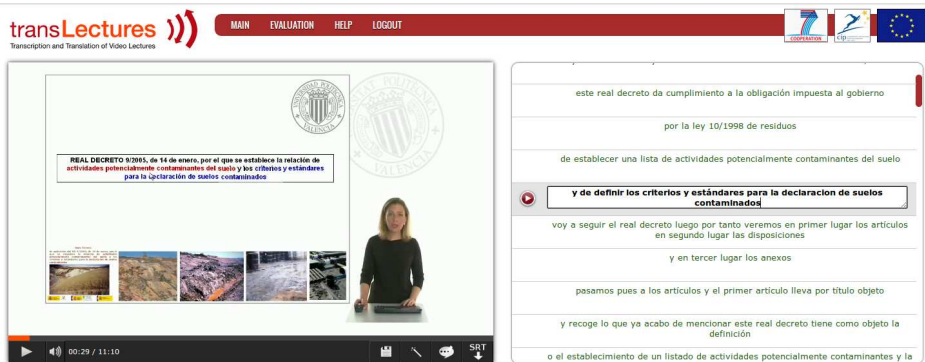 transLectures
Transcription and Translation of Video Lectures
MAIN EVALUATION HELP LOGOUT
COOPERATION
cip
este real decreto da cumplimiento a la obligación impuesta al gobierno
por la ley 10/1998 de residuos
de establecer una lista de actividades potencialmente contaminantes del suelo
y de definir los criterios y estándares para la declaracion de suelos
contaminados
voy a seguir el real decreto luego por tanto veremos en primer lugar los artículos
en segundo lugar las disposiciones
y en tercer lugar los anexos
pasamos pues a los artículos y el primer artículo lleva por título objeto
y recoge lo que ya acabo de mencionar este real decreto tiene como objeto la
definición
o el establecimiento de un listado de actividades potencialmente contaminantes y la
REAL DECRETO 9/2005, de 14 de enero, por el que se establece la relación de
actividades potencialmente contaminantes del suelo y los criterios y estándares
para la declaración de suelos contaminados
00:29 / 11:10
SRT